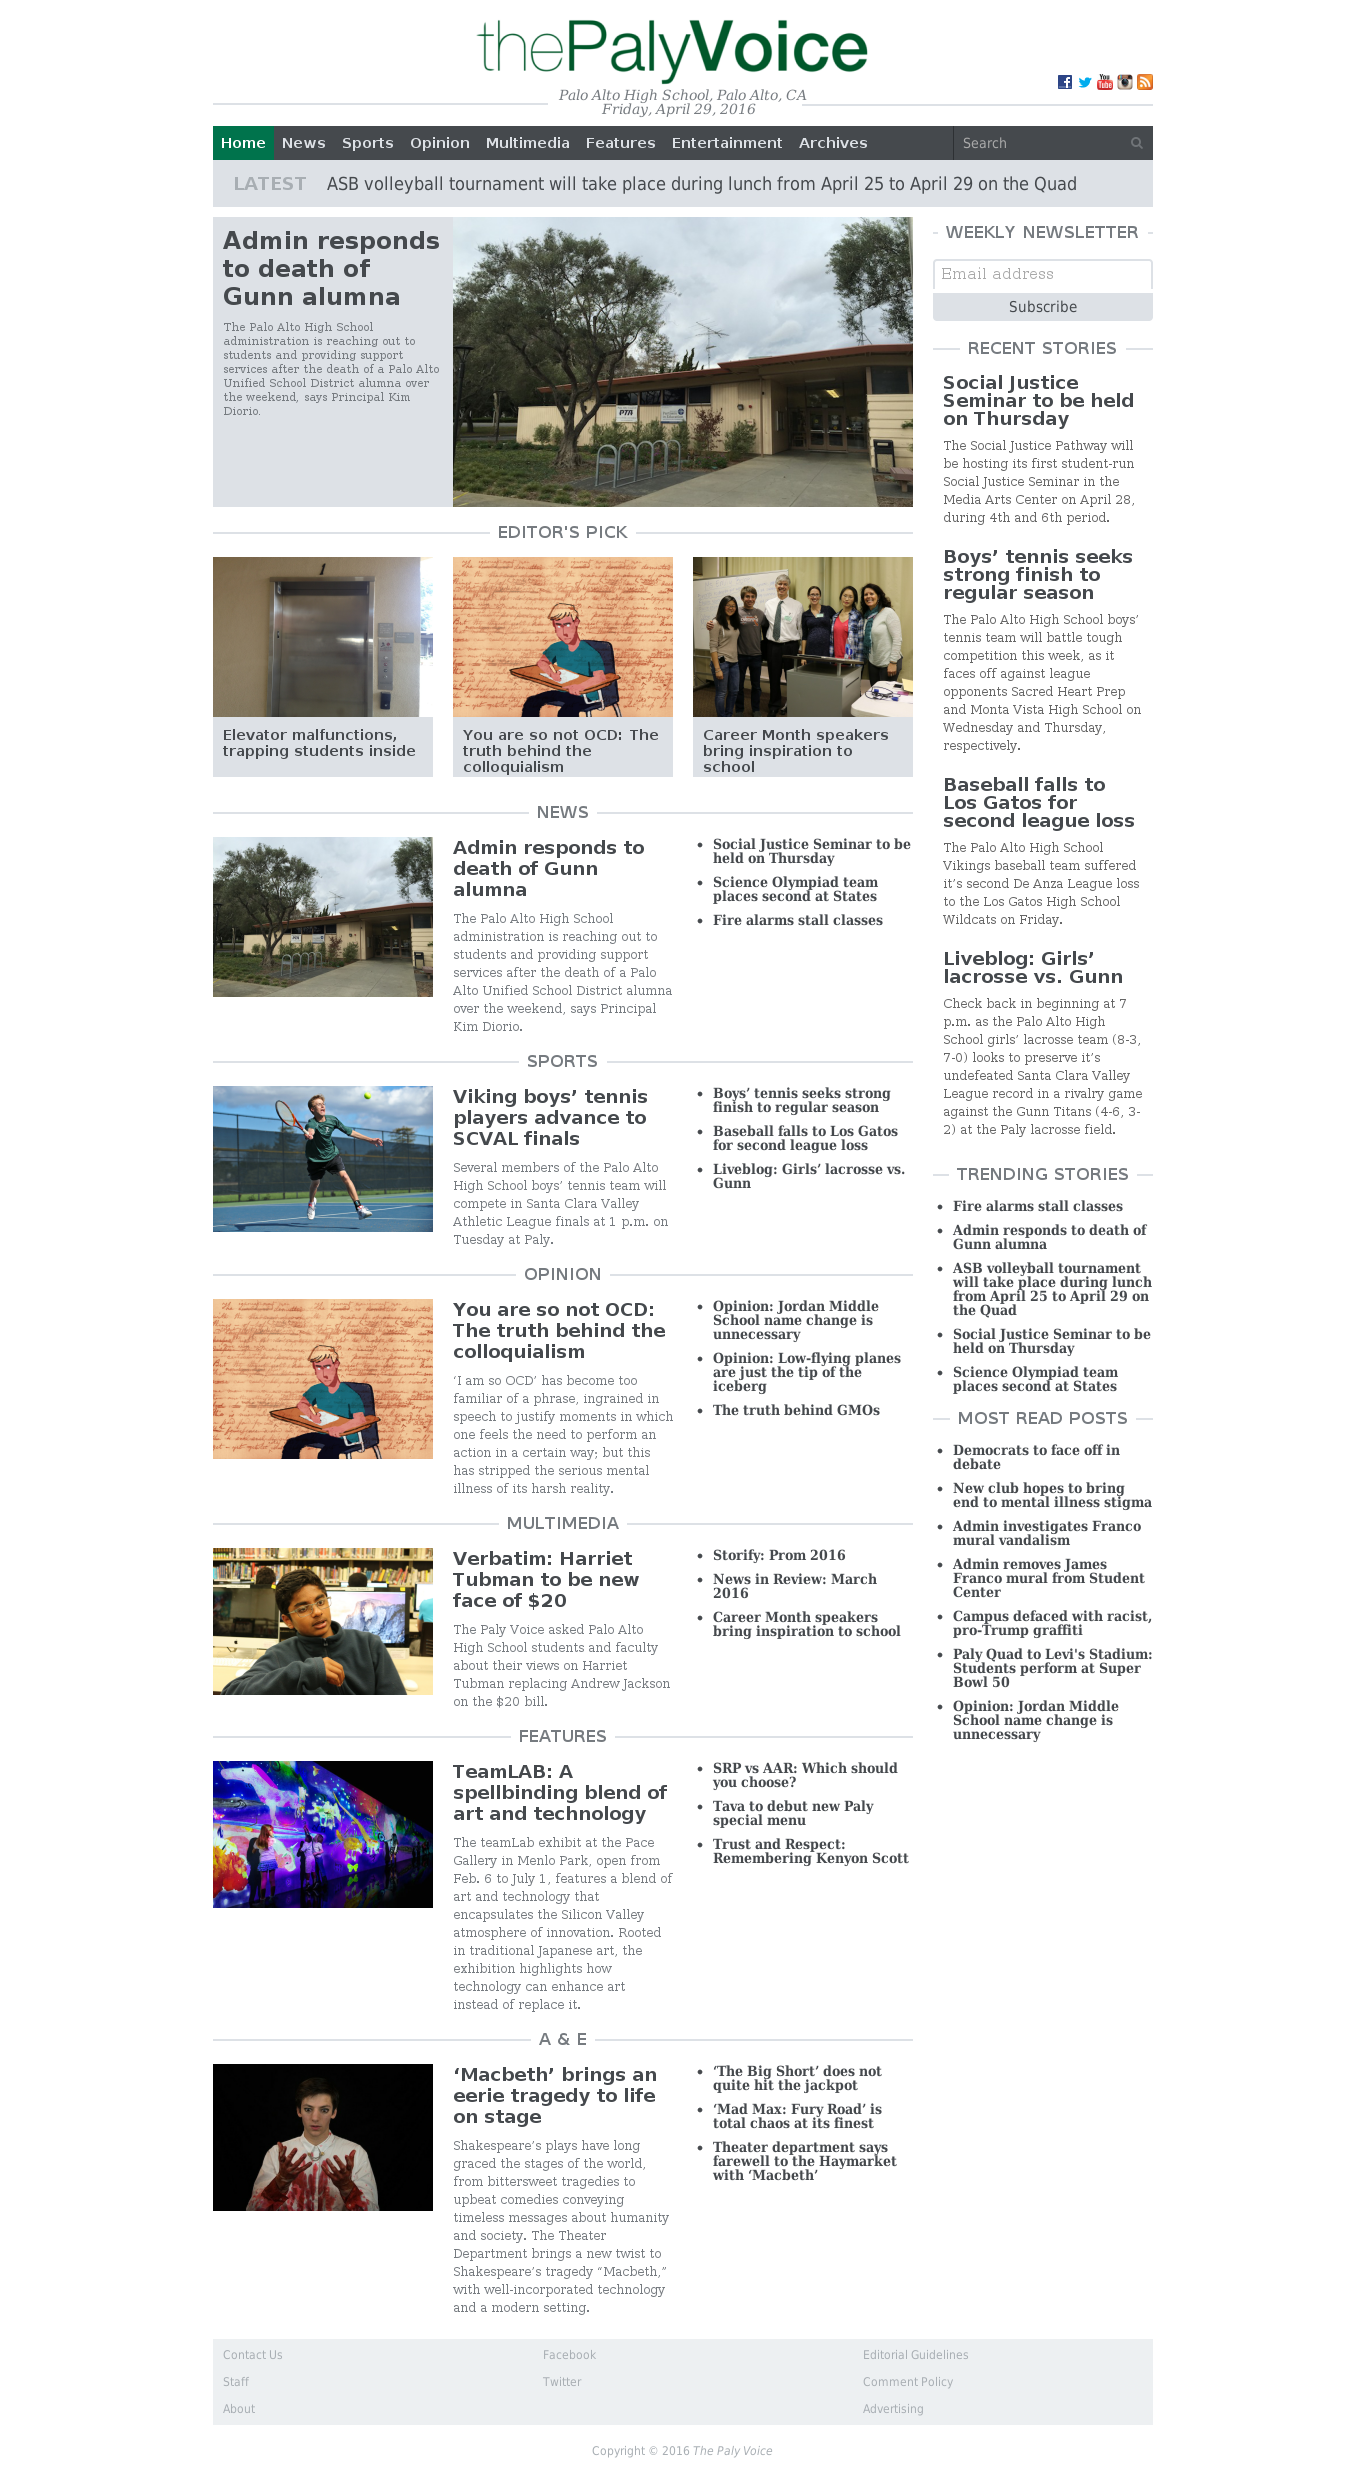 thePalyVoice
Palo Alto High School, Palo Alto, CA
Friday, April 29, 2016
Home News Sports Opinion Multimedia Features Entertainment Archives Search
LATEST ASB volleyball tournament will take place during lunch from April 25 to April 29 on the Quad
Admin responds
to death of
Gunn alumna
The Palo Alto High School
administration is reaching out to
students and providing support
services after the death of a Palo Alto
Unified School District alumna over
the weekend, says Principal Kim
Diorio.
PTA
EDITOR'S PICK
1
Elevator malfunctions,
trapping students inside
You are so not OCD: The
truth behind the
colloquialism
Career Month speakers
bring inspiration to
school
NEWS
Admin responds to
death of Gunn
alumna
The Palo Alto High School
administration is reaching out to
students and providing support
services after the death of a Palo
Alto Unified School District alumna
over the weekend, says Principal
Kim Diorio.
• Social Justice Seminar to be
held on Thursday
• Science Olympiad team
places second at States
• Fire alarms stall classes
SPORTS
Viking boys’ tennis
players advance to
SCVAL finals
Several members of the Palo Alto
High School boys’ tennis team will
compete in Santa Clara Valley
Athletic League finals at 1 p.m. on
Tuesday at Paly.
• Boys’ tennis seeks strong
finish to regular season
• Baseball falls to Los Gatos
for second league loss
• Liveblog: Girls’ lacrosse vs.
Gunn
OPINION
You are so not OCD:
The truth behind the
colloquialism
‘I am so OCD’ has become too
familiar of a phrase, ingrained in
speech to justify moments in which
one feels the need to perform an
action in a certain way; but this
has stripped the serious mental
illness of its harsh reality.
• Opinion: Jordan Middle
School name change is
unnecessary
• Opinion: Low-flying planes
are just the tip of the
iceberg
• The truth behind GMOs
MULTIMEDIA
Verbatim: Harriet
Tubman to be new
face of $20
The Paly Voice asked Palo Alto
High School students and faculty
about their views on Harriet
Tubman replacing Andrew Jackson
on the $20 bill.
• Storify: Prom 2016
• News in Review: March
2016
• Career Month speakers
bring inspiration to school
FEATURES
TeamLAB: A
spellbinding blend of
art and technology
The teamLab exhibit at the Pace
Gallery in Menlo Park, open from
Feb. 6 to July 1, features a blend of
art and technology that
encapsulates the Silicon Valley
atmosphere of innovation. Rooted
in traditional Japanese art, the
exhibition highlights how
technology can enhance art
instead of replace it.
• SRP vs AAR: Which should
you choose?
• Tava to debut new Paly
special menu
• Trust and Respect:
Remembering Kenyon Scott
A & E
‘Macbeth’ brings an
eerie tragedy to life
on stage
Shakespeare’s plays have long
graced the stages of the world,
from bittersweet tragedies to
upbeat comedies conveying
timeless messages about humanity
and society. The Theater
Department brings a new twist to
Shakespeare’s tragedy “Macbeth,”
with well-incorporated technology
and a modern setting.
• ‘The Big Short’ does not
quite hit the jackpot
• ‘Mad Max: Fury Road’ is
total chaos at its finest
• Theater department says
farewell to the Haymarket
with ‘Macbeth’
WEEKLY NEWSLETTER
Email address
Subscribe
RECENT STORIES
Social Justice
Seminar to be held
on Thursday
The Social Justice Pathway will
be hosting its first student-run
Social Justice Seminar in the
Media Arts Center on April 28,
during 4th and 6th period.
Boys’ tennis seeks
strong finish to
regular season
The Palo Alto High School boys’
tennis team will battle tough
competition this week, as it
faces off against league
opponents Sacred Heart Prep
and Monta Vista High School on
Wednesday and Thursday,
respectively.
Baseball falls to
Los Gatos for
second league loss
The Palo Alto High School
Vikings baseball team suffered
it’s second De Anza League loss
to the Los Gatos High School
Wildcats on Friday.
Liveblog: Girls’
lacrosse vs. Gunn
Check back in beginning at 7
p.m. as the Palo Alto High
School girls’ lacrosse team (8-3,
7-0) looks to preserve it’s
undefeated Santa Clara Valley
League record in a rivalry game
against the Gunn Titans (4-6, 3-
2) at the Paly lacrosse field.
TRENDING STORIES
• Fire alarms stall classes
• Admin responds to death of
Gunn alumna
• ASB volleyball tournament
will take place during lunch
from April 25 to April 29 on
the Quad
• Social Justice Seminar to be
held on Thursday
• Science Olympiad team
places second at States
MOST READ POSTS
• Democrats to face off in
debate
• New club hopes to bring
end to mental illness stigma
• Admin investigates Franco
mural vandalism
• Admin removes James
Franco mural from Student
Center
• Campus defaced with racist,
pro-Trump graffiti
• Paly Quad to Levi's Stadium:
Students perform at Super
Bowl 50
• Opinion: Jordan Middle
School name change is
unnecessary
Contact Us Facebook Editorial Guidelines
Staff Twitter Comment Policy
About Advertising
Copyright © 2016 The Paly Voice